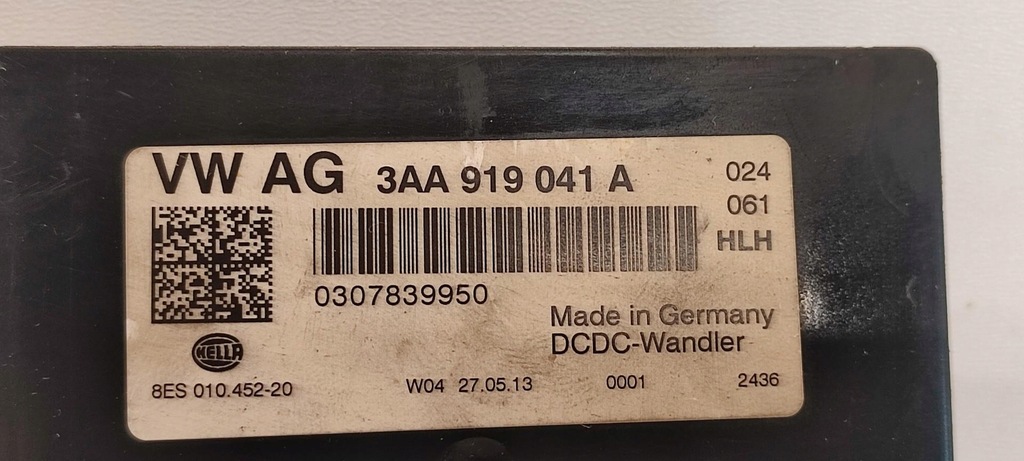 VW AG 3AA 919 041 A
024
061
HLH
0307839950
Made in Germany
DCDC-Wandler
HELLA
8ES 010.452-20
W04 27.05.13 0001 2436